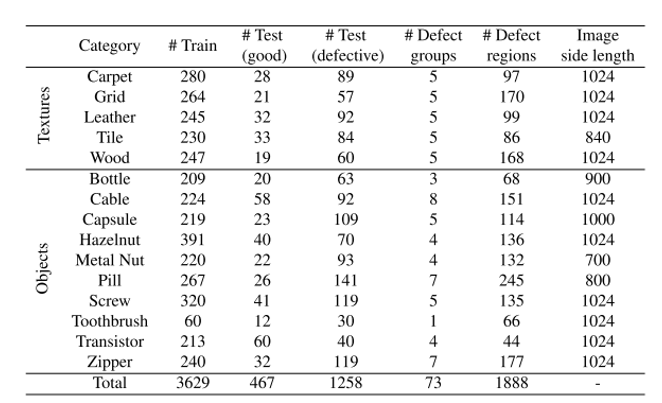 Category # Train # Test (good) # Test (defective) # Defect groups # Defect regions Image side length
Textures
Carpet 280 28 89 5 97 1024
Grid 264 21 57 5 170 1024
Leather 245 32 92 5 99 1024
Tile 230 33 84 5 86 840
Wood 247 19 60 5 168 1024
Objects
Bottle 209 20 63 3 68 900
Cable 224 58 92 8 151 1024
Capsule 219 23 109 5 114 1000
Hazelnut 391 40 70 4 136 1024
Metal Nut 220 22 93 4 132 700
Pill 267 26 141 7 245 800
Screw 320 41 119 5 135 1024
Toothbrush 60 12 30 1 66 1024
Transistor 213 60 40 4 44 1024
Zipper 240 32 119 7 177 1024
Total 3629 467 1258 73 1888 -